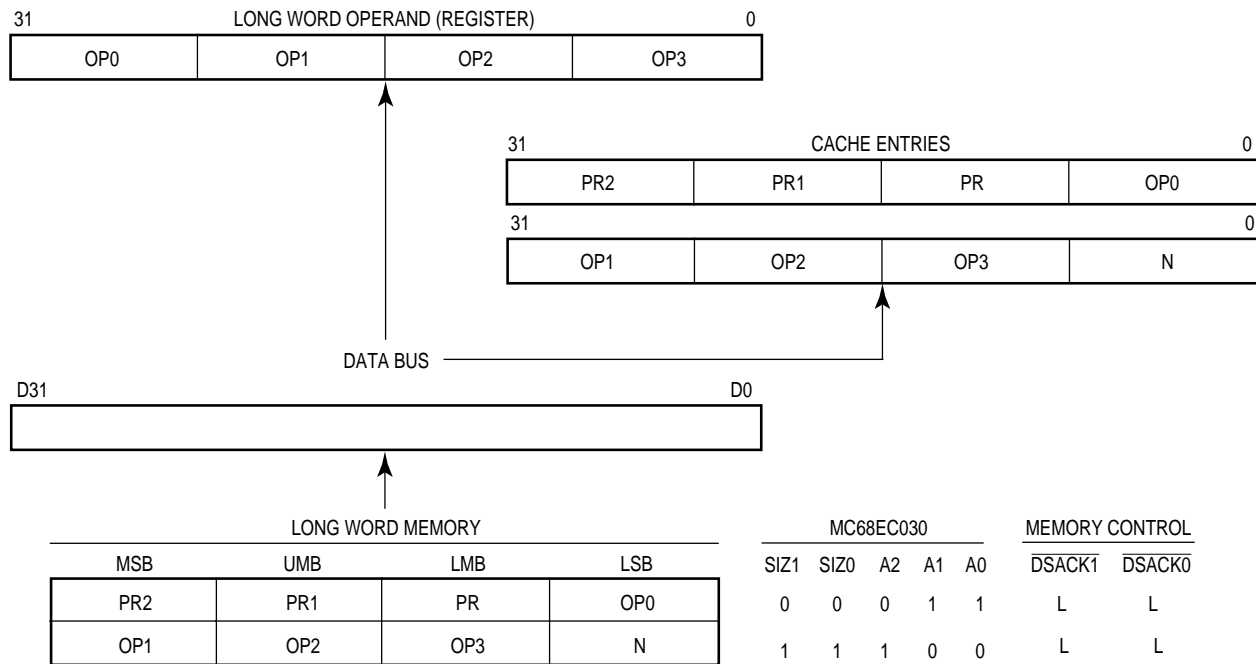 31 LONG WORD OPERAND (REGISTER) 0
OP0 OP1 OP2 OP3
31 CACHE ENTRIES 0
PR2 PR1 PR OP0
31 0
OP1 OP2 OP3 N
DATA BUS
D31 D0
LONG WORD MEMORY MC68EC030 MEMORY CONTROL
MSB UMB LMB LSB SIZ1 SIZ0 A2 A1 A0 DSACK1 DSACK0
PR2 PR1 PR OP0 0 0 0 1 1 L L
OP1 OP2 OP3 N 1 1 1 0 0 L L